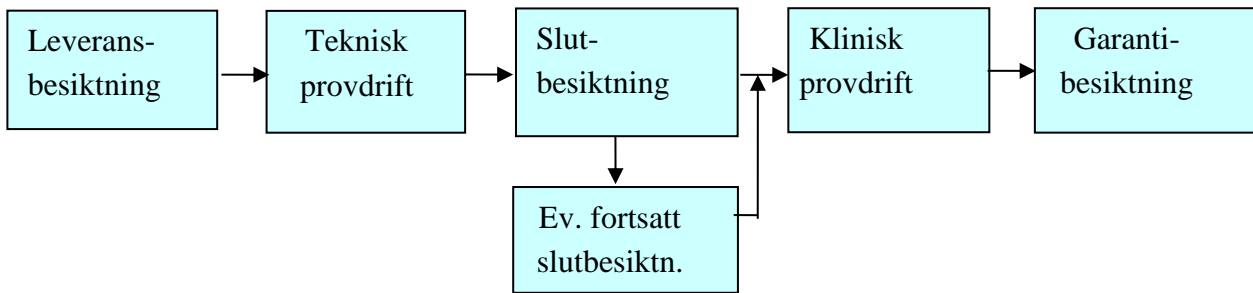 Leverans-
besiktning
Teknisk
provdrift
Slut-
besiktning
Klinisk
provdrift
Garanti-
besiktning
Ev. fortsatt
slutbesiktn.